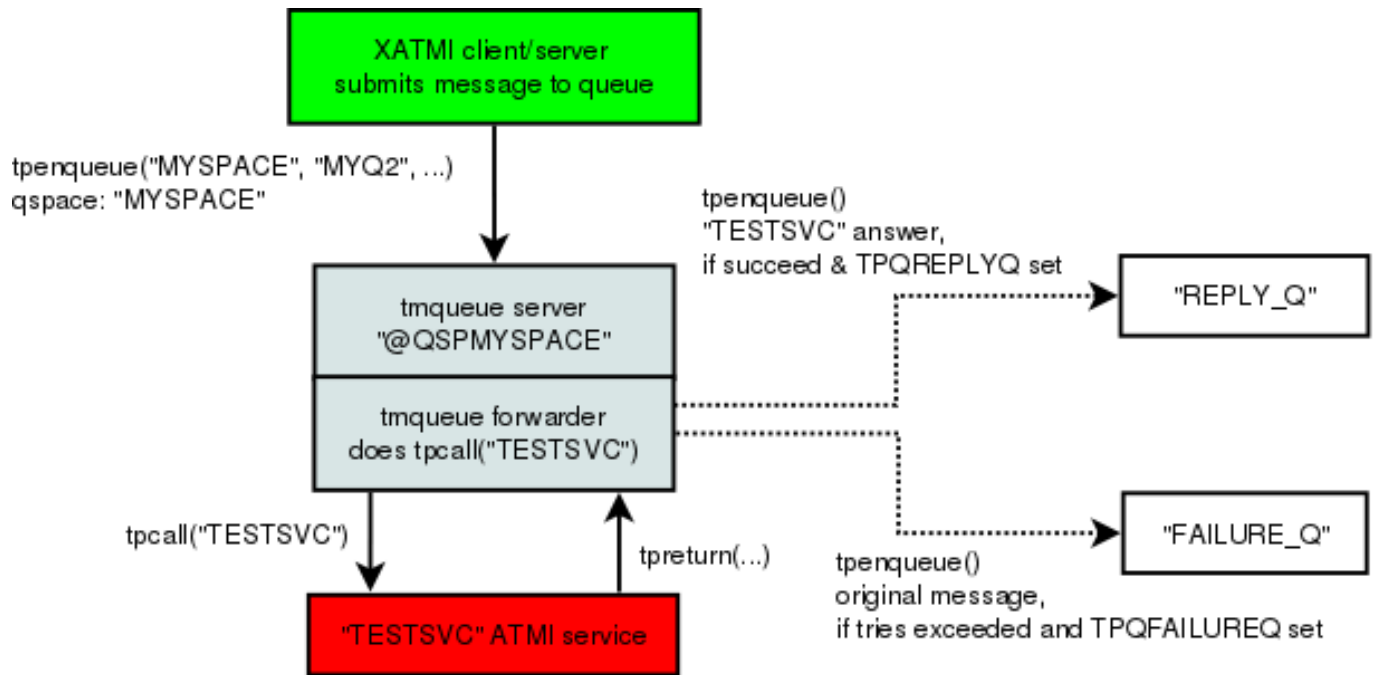 XATMI client/server
submits message to queue
tpenqueue("MYSPACE", "MYQ2", ...)
qspace: "MYSPACE"
tpenqueue()
"TESTSVC" answer,
if succeed & TPQREPLYQ set
"REPLY_Q"
tmqueue server
"@QSPMYSPACE"
tmqueue forwarder
does tpcall("TESTSVC")
tpcall("TESTSVC")
tpreturn(...)
"FAILURE_Q"
tpenqueue()
original message,
if tries exceeded and TPQFAILUREQ set
"TESTSVC" ATMI service